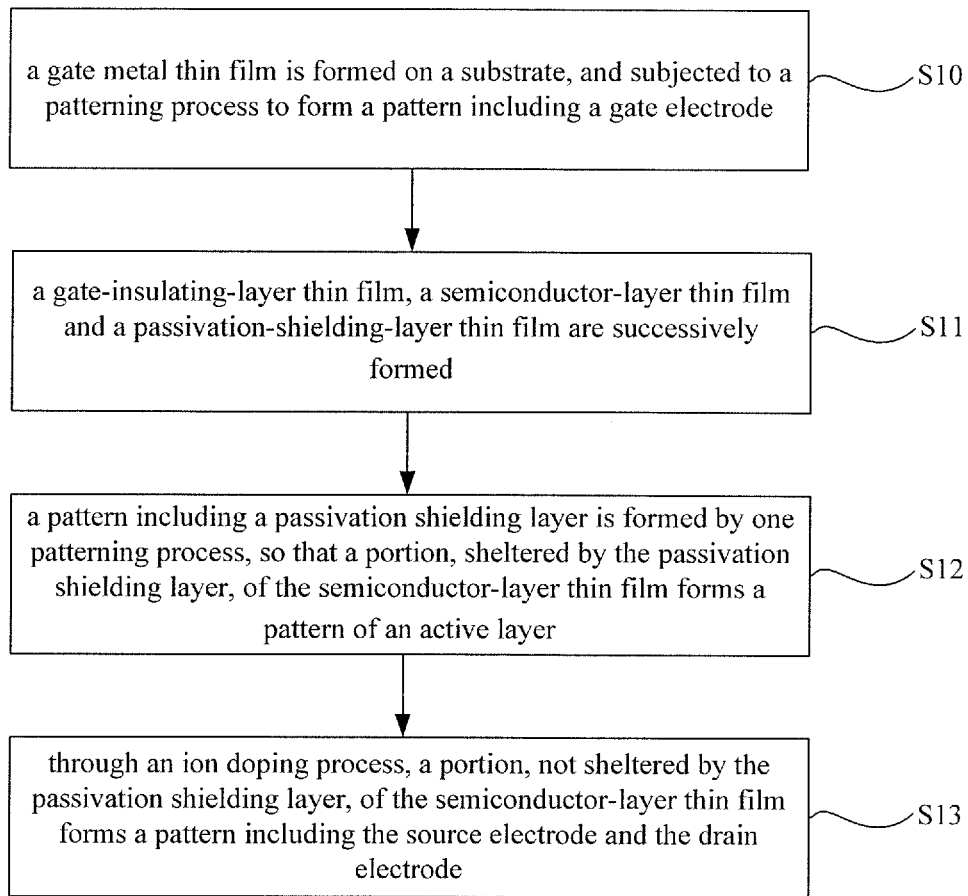 a gate metal thin film is formed on a substrate, and subjected to a
patterning process to form a pattern including a gate electrode
S10
a gate-insulating-layer thin film, a semiconductor-layer thin film
and a passivation-shielding-layer thin film are successively
formed
S11
a pattern including a passivation shielding layer is formed by one
patterning process, so that a portion, sheltered by the passivation
shielding layer, of the semiconductor-layer thin film forms a
pattern of an active layer
S12
through an ion doping process, a portion, not sheltered by the
passivation shielding layer, of the semiconductor-layer thin film
forms a pattern including the source electrode and the drain
electrode
S13